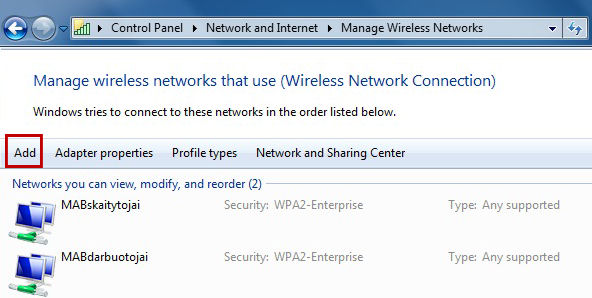 Control Panel Network and Internet Manage Wireless Networks
Manage wireless networks that use (Wireless Network Connection)
Windows tries to connect to these networks in the order listed below.
Add Adapter properties Profile types Network and Sharing Center
Networks you can view, modify, and reorder (2)
MABskaitytojai Security: WPA2-Enterprise Type: Any supported
MABdarbuotojai Security: WPA2-Enterprise Type: Any supported